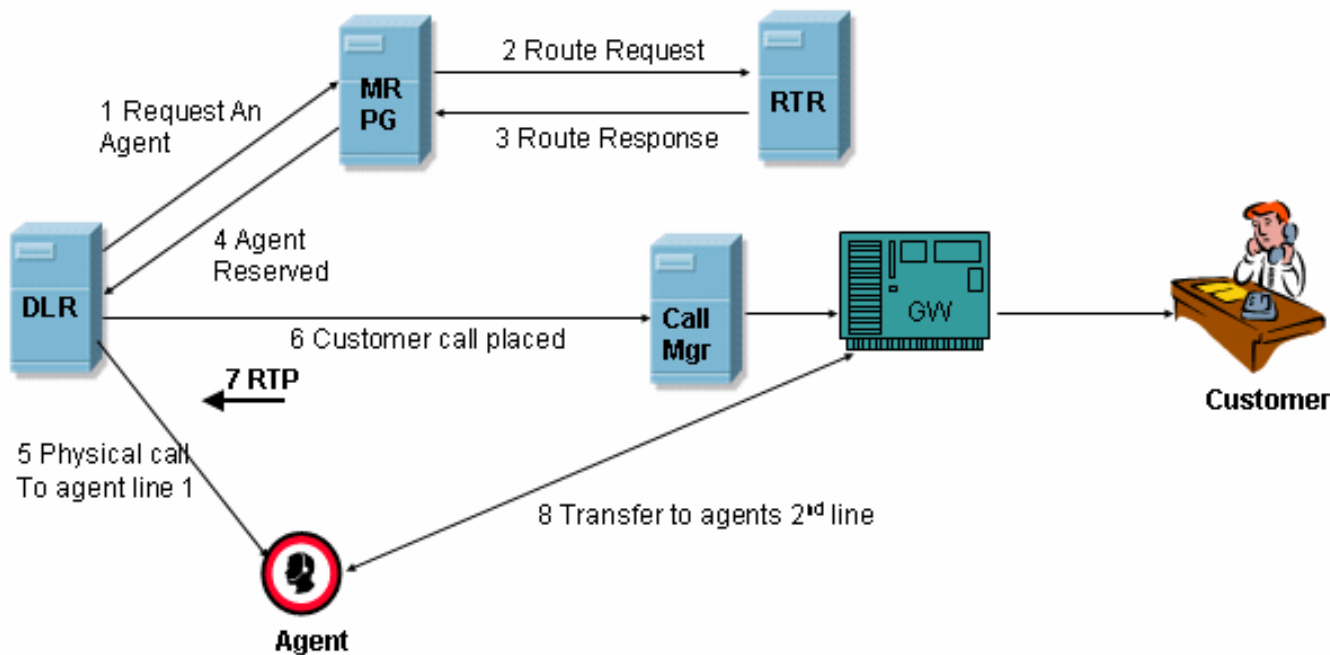 2 Route Request
MR
PG
RTR
1 Request An
Agent
3 Route Response
4 Agent
Reserved
DLR
Call
Mgr
GW
6 Customer call placed
7 RTP
Customer
5 Physical call
To agent line 1
8 Transfer to agents 2nd line
Agent